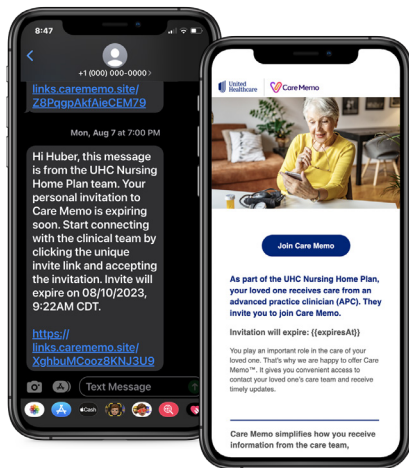 8:47
+1 (000) 000-0000 >
links.carememo.site/
Z8PqgpAkfAieCEM79
Mon, Aug 7 at 7:00 PM
Hi Huber, this message
is from the UHC Nursing
Home Plan team. Your
personal invitation to
Care Memo is expiring
soon. Start connecting
with the clinical team by
clicking the unique
invite link and accepting
the invitation. Invite will
expire on 08/10/2023,
9:22AM CDT.
https://
links.carememo.site/
XghbuMCooz8KNJ3U9
Text Message
Cash
United
Healthcare
Care Memo
Join Care Memo
As part of the UHC Nursing Home Plan,
your loved one receives care from an
advanced practice clinician (APC). They
invite you to join Care Memo.
Invitation will expire: {{expiresAt}}
You play an important role in the care of your
loved one. That's why we are happy to offer Care
Memo™. It gives you convenient access to
contact your loved one's care team and receive
timely updates.
Care Memo simplifies how you receive
information from the care team,